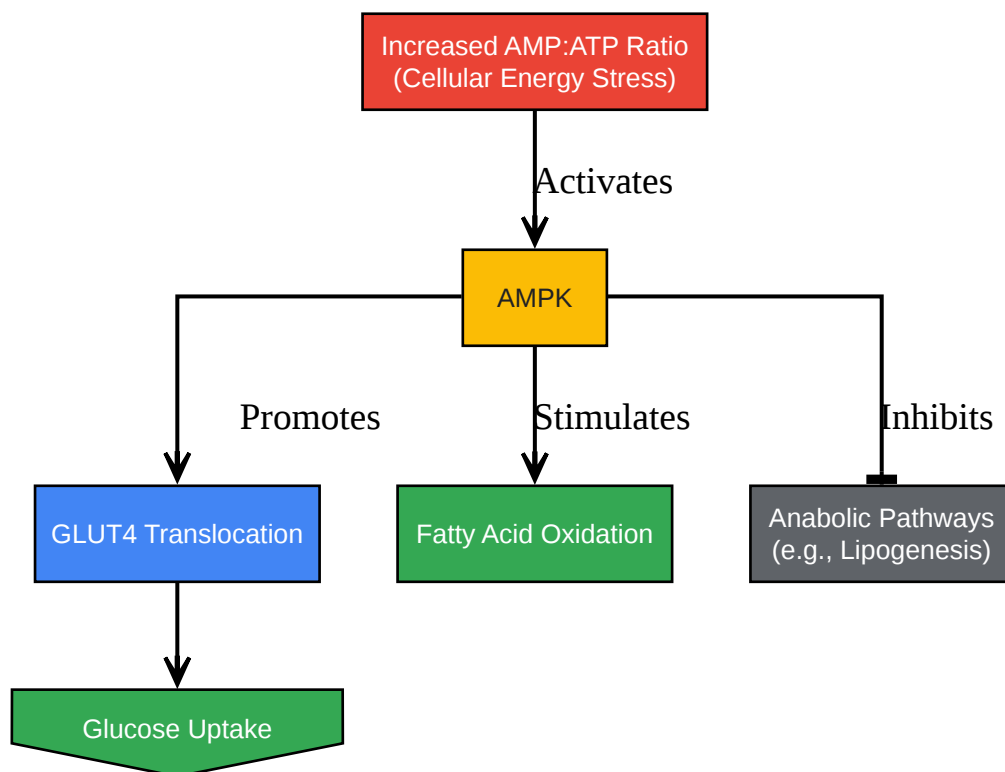 Increased AMP:ATP Ratio
(Cellular Energy Stress)
Activates
AMPK
Promotes
Stimulates
Inhibits
GLUT4 Translocation
Fatty Acid Oxidation
Anabolic Pathways
(e.g., Lipogenesis)
Glucose Uptake